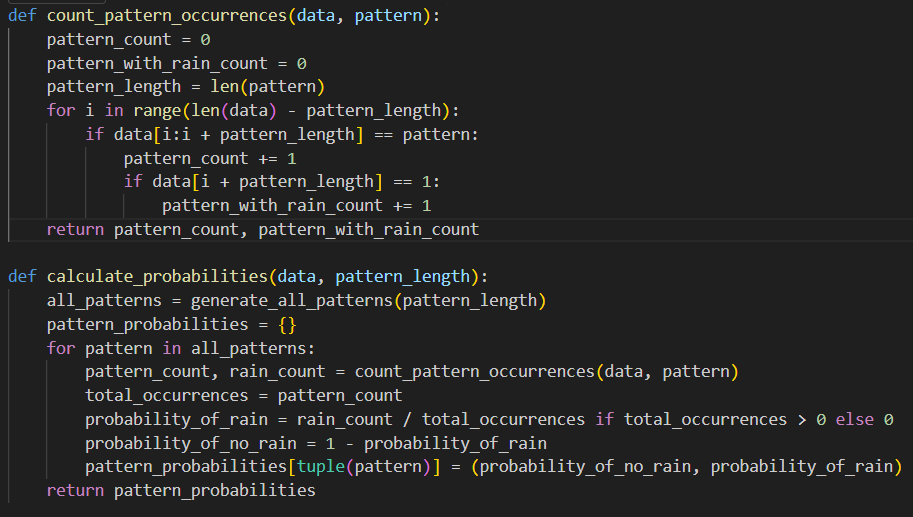 def count_pattern_occurrences(data, pattern):
    pattern_count = 0
    pattern_with_rain_count = 0
    pattern_length = len(pattern)
    for i in range(len(data) - pattern_length):
        if data[i:i + pattern_length] == pattern:
            pattern_count += 1
            if data[i + pattern_length] == 1:
                pattern_with_rain_count += 1
    return pattern_count, pattern_with_rain_count

def calculate_probabilities(data, pattern_length):
    all_patterns = generate_all_patterns(pattern_length)
    pattern_probabilities = {}
    for pattern in all_patterns:
        pattern_count, rain_count = count_pattern_occurrences(data, pattern)
        total_occurrences = pattern_count
        probability_of_rain = rain_count / total_occurrences if total_occurrences > 0 else 0
        probability_of_no_rain = 1 - probability_of_rain
        pattern_probabilities[tuple(pattern)] = (probability_of_no_rain, probability_of_rain)
    return pattern_probabilities